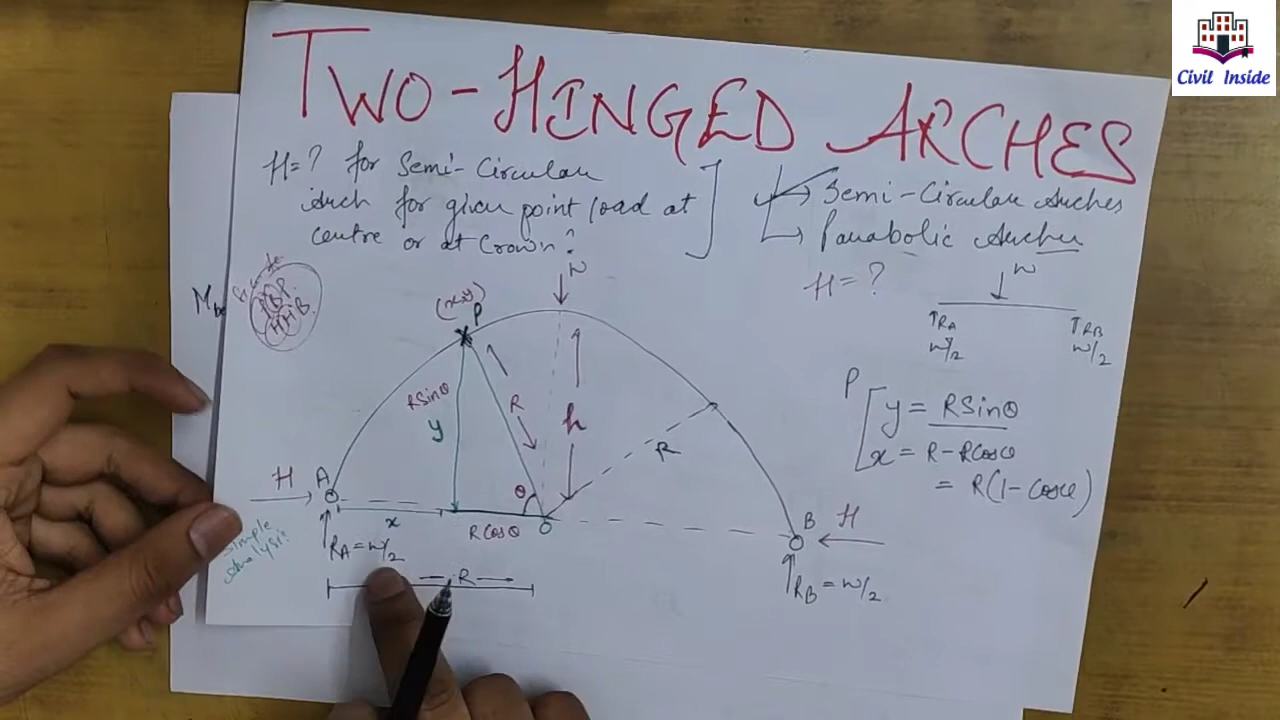 Civil Inside
TWO-HINGED ARCHES
H=? for Semi-Circular
Arch for given point load at
centre or at Crown?
Semi-Circular Arches
Parabolic Arches
H=?
W
RA
W/2
RB
W/2
M
W
(x,y)
P
RSinθ
y
R
h
R
θ
H
A
x
RCosθ
O
B
H
Simple
Analysis
RA=W/2
R
RB=W/2
P
y= RSinθ
x= R-RCosθ
= R(1-cosθ)